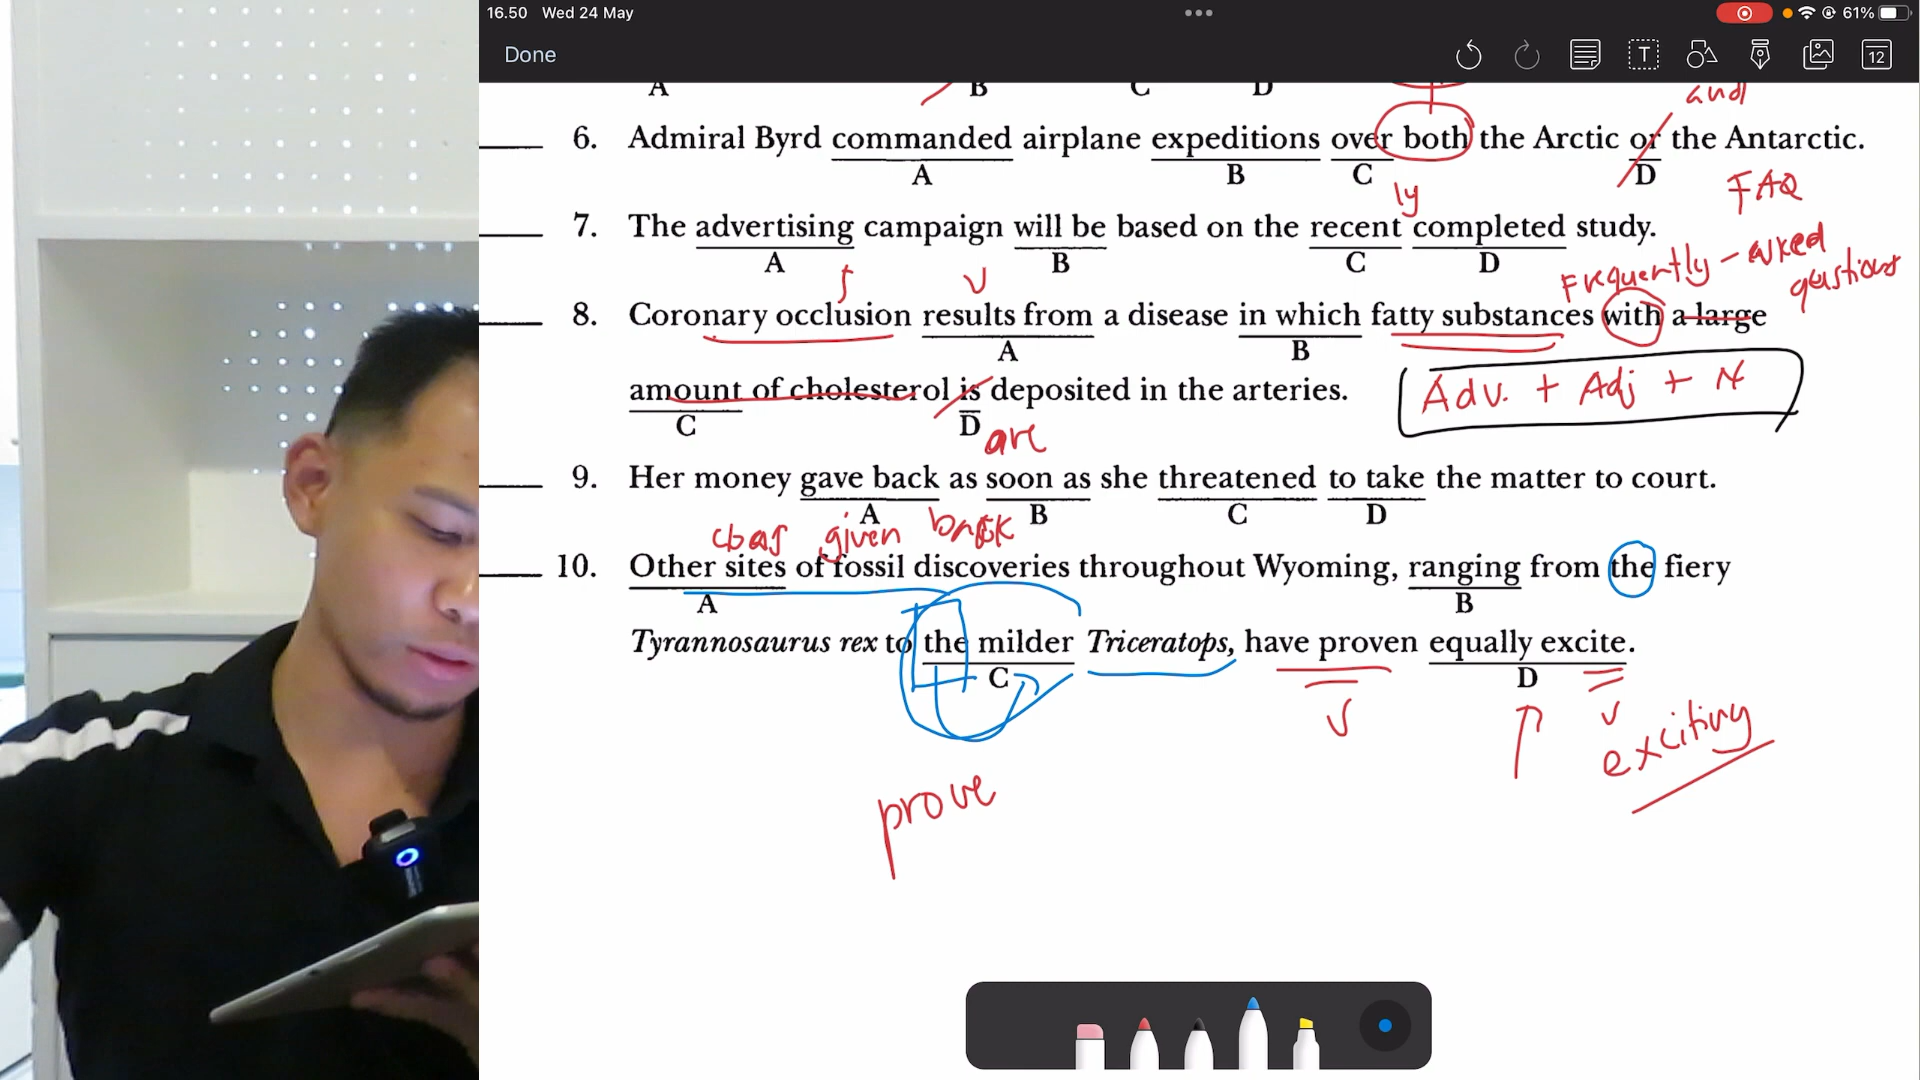 16.50 Wed 24 May
61%
Done
T
12
A B C D
and
6. Admiral Byrd commanded airplane expeditions over both the Arctic or the Antarctic.
A B C D
ly
FAQ
7. The advertising campaign will be based on the recent completed study.
A B C D
Frequently - asked
questions
S V
8. Coronary occlusion results from a disease in which fatty substances with a large
A B
amount of cholesterol is deposited in the arteries.
C D
are
Adv. + Adj + N
9. Her money gave back as soon as she threatened to take the matter to court.
A B C D
given back
10. Other sites of fossil discoveries throughout Wyoming, ranging from the fiery
A B
Tyrannosaurus rex to the milder Triceratops, have proven equally excite.
C D
V V
exciting
prove